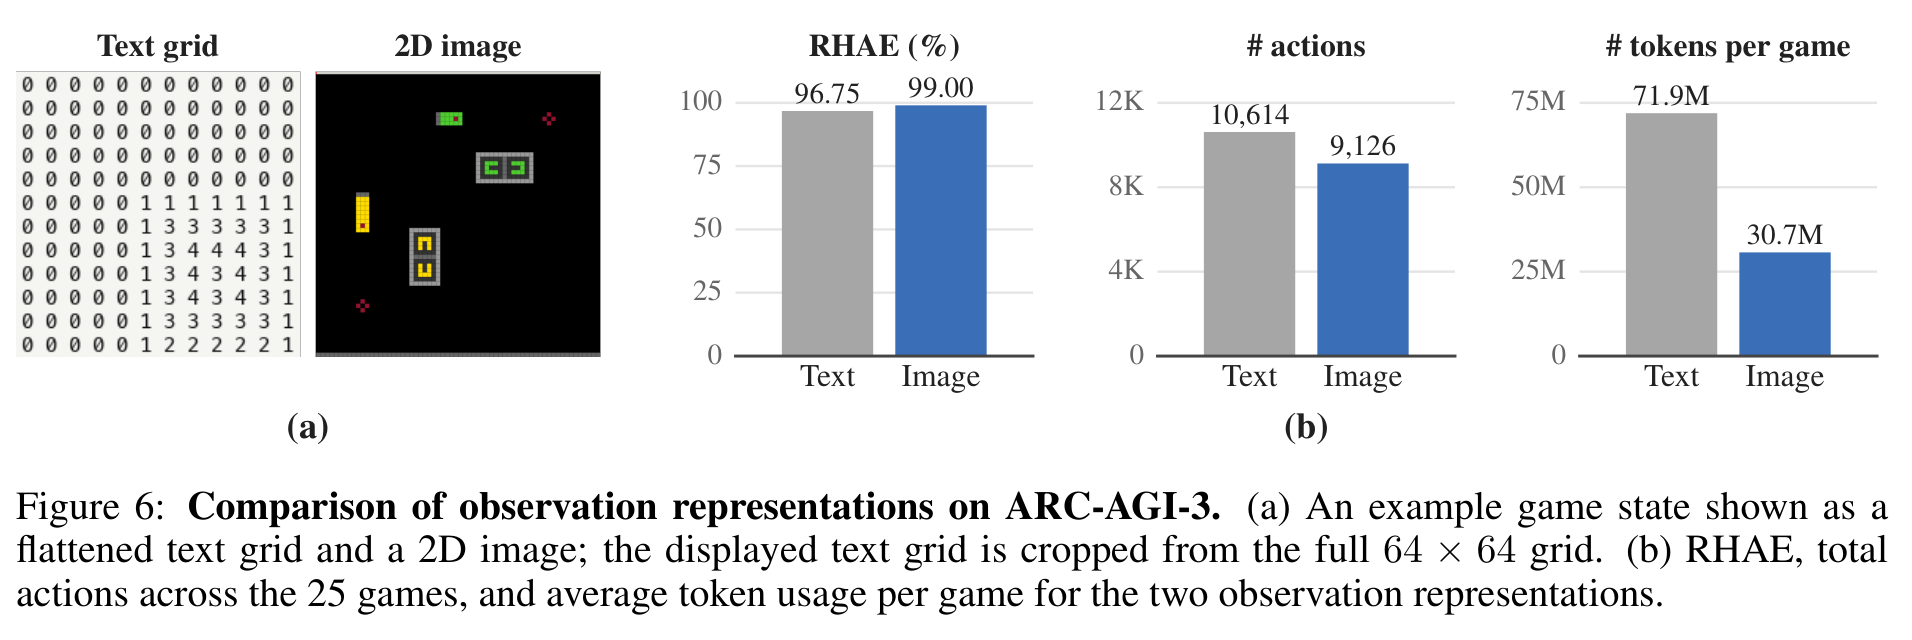 Text grid
2D image
0 0 0 0 0 0 0 0 0 0 0 0
0 0 0 0 0 0 0 0 0 0 0 0
0 0 0 0 0 0 0 0 0 0 0 0
0 0 0 0 0 0 0 0 0 0 0 0
0 0 0 0 0 0 0 0 0 0 0 0
0 0 0 0 0 1 1 1 1 1 1 1
0 0 0 0 0 1 3 3 3 3 3 1
0 0 0 0 0 1 3 4 4 4 3 1
0 0 0 0 0 1 3 4 3 4 3 1
0 0 0 0 0 1 3 4 3 4 3 1
0 0 0 0 0 1 3 3 3 3 3 1
0 0 0 0 0 1 2 2 2 2 2 1
(a)
RHAE (%)
100
75
50
25
0
96.75
99.00
Text
Image
# actions
12K
8K
4K
0
10,614
9,126
Text
Image
# tokens per game
75M
50M
25M
0
71.9M
30.7M
Text
Image
(b)
Figure 6: Comparison of observation representations on ARC-AGI-3. (a) An example game state shown as a
flattened text grid and a 2D image; the displayed text grid is cropped from the full 64 × 64 grid. (b) RHAE, total
actions across the 25 games, and average token usage per game for the two observation representations.